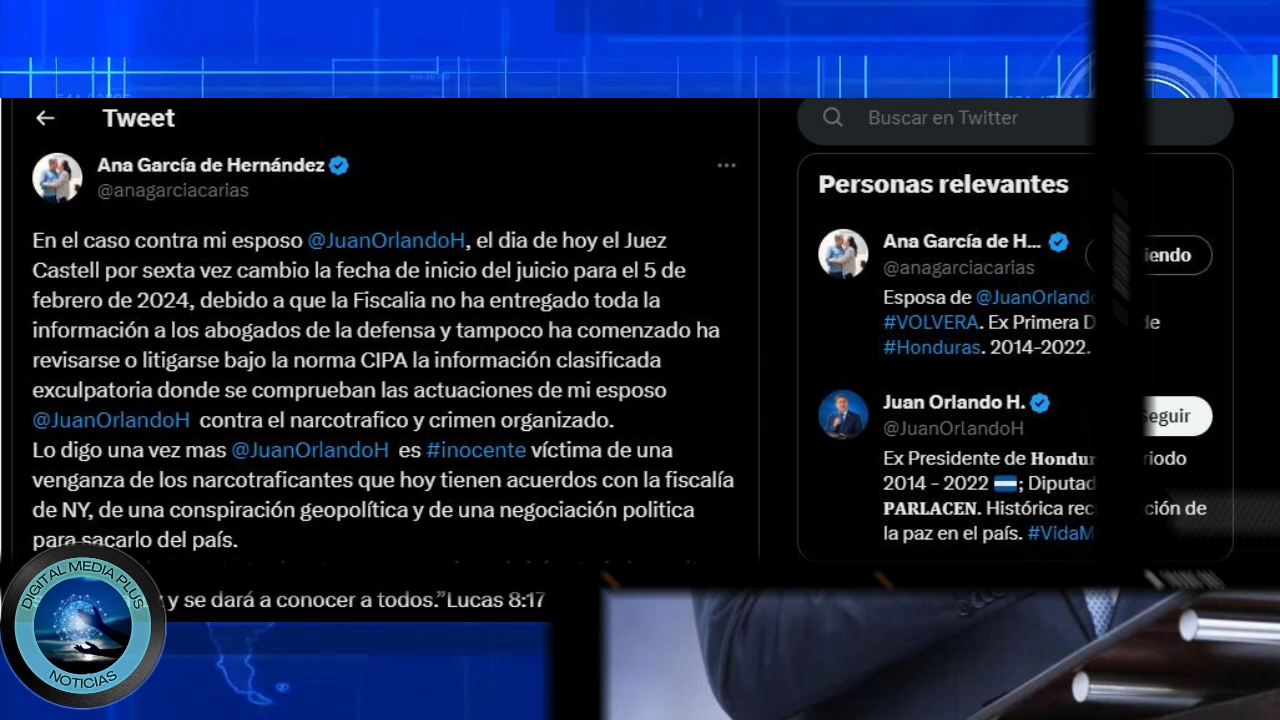 Tweet
Ana García de Hernández
@anagarciacarias
En el caso contra mi esposo @JuanOrlandoH, el dia de hoy el Juez
Castell por sexta vez cambio la fecha de inicio del juicio para el 5 de
febrero de 2024, debido a que la Fiscalia no ha entregado toda la
información a los abogados de la defensa y tampoco ha comenzado ha
revisarse o litigarse bajo la norma CIPA la información clasificada
exculpatoria donde se comprueban las actuaciones de mi esposo
@JuanOrlandoH contra el narcotrafico y crimen organizado.
Lo digo una vez mas @JuanOrlandoH es #inocente víctima de una
venganza de los narcotraficantes que hoy tienen acuerdos con la fiscalía
de NY, de una conspiración geopolítica y de una negociación politica
para sacarlo del país.
y se dará a conocer a todos.”Lucas 8:17
Buscar en Twitter
Personas relevantes
Ana García de H...
iendo
@anagarciacarias
Esposa de @JuanOrland
#VOLVERA. Ex Primera D de
#Honduras. 2014-2022.
Juan Orlando H.
Seguir
@JuanOrlandoH
Ex Presidente de Hondur riodo
2014 - 2022 ; Diputad
PARLACEN. Histórica rec ción de
la paz en el país. #VidaM
DIGITAL MEDIA PLUS
NOTICIAS